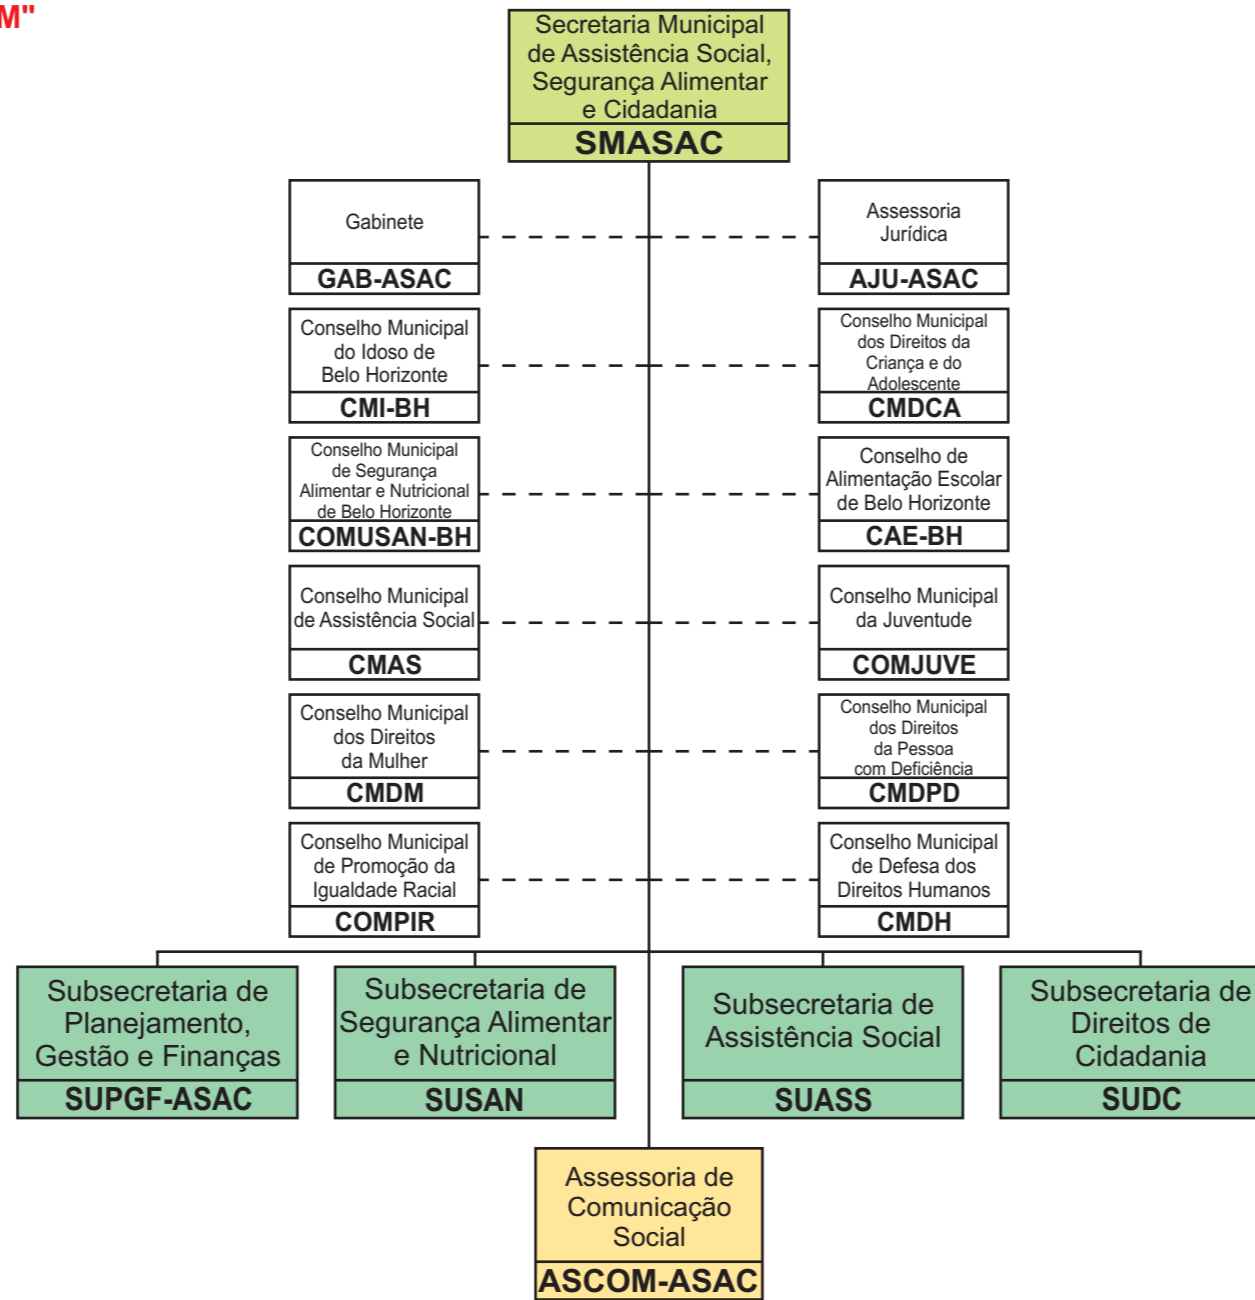 M"
Secretaria Municipal
de Assistência Social,
Segurança Alimentar
e Cidadania
SMASAC
Gabinete
GAB-ASAC
Assessoria
Jurídica
AJU-ASAC
Conselho Municipal
do Idoso de
Belo Horizonte
CMI-BH
Conselho Municipal
dos Direitos da
Criança e do
Adolescente
CMDCA
Conselho Municipal
de Segurança
Alimentar e Nutricional
de Belo Horizonte
COMUSAN-BH
Conselho de
Alimentação Escolar
de Belo Horizonte
CAE-BH
Conselho Municipal
de Assistência Social
CMAS
Conselho Municipal
da Juventude
COMJUVE
Conselho Municipal
dos Direitos
da Mulher
CMDM
Conselho Municipal
dos Direitos
da Pessoa
com Deficiência
CMDPD
Conselho Municipal
de Promoção da
Igualdade Racial
COMPIR
Conselho Municipal
de Defesa dos
Direitos Humanos
CMDH
Subsecretaria de
Planejamento,
Gestão e Finanças
SUPGF-ASAC
Subsecretaria de
Segurança Alimentar
e Nutricional
SUSAN
Subsecretaria de
Assistência Social
SUASS
Subsecretaria de
Direitos de
Cidadania
SUDC
Assessoria de
Comunicação
Social
ASCOM-ASAC